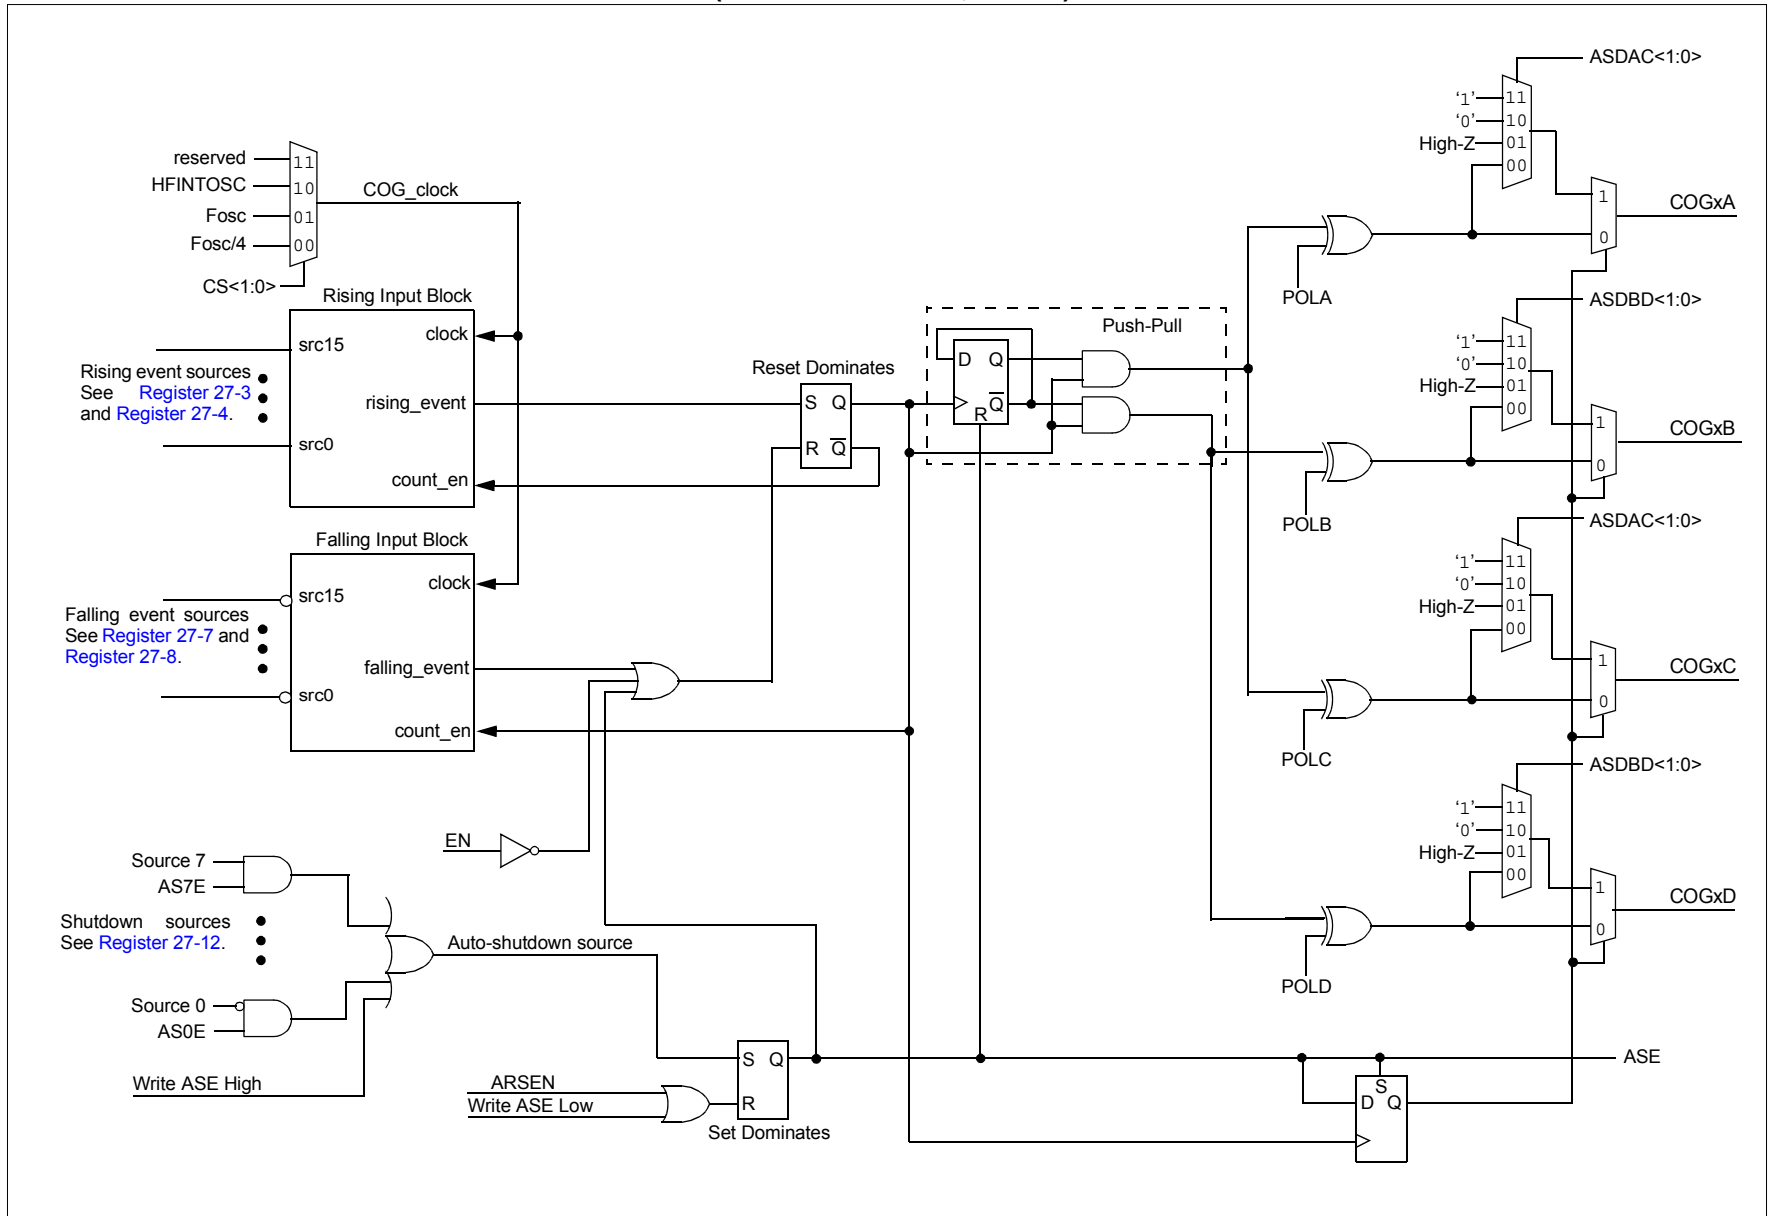 ASDAC<1:0>
'1' 11
'0' 10
High-Z 01
00
1
0
COGxA
POLA
reserved 11
HFINTOSC 10
Fosc 01
Fosc/4 00
CS<1:0>
COG_clock
Rising Input Block
clock
src15
Rising event sources
See Register 27-3
and Register 27-4.
rising_event
src0
count_en
Reset Dominates
S Q
R Q
Push-Pull
D Q
R Q
ASDBD<1:0>
'1' 11
'0' 10
High-Z 01
00
1
0
COGxB
POLB
Falling Input Block
clock
src15
Falling event sources
See Register 27-7 and
Register 27-8.
falling_event
src0
count_en
ASDAC<1:0>
'1' 11
'0' 10
High-Z 01
00
1
0
COGxC
POLC
EN
Source 7
AS7E
Shutdown sources
See Register 27-12.
Source 0
AS0E
Write ASE High
Auto-shutdown source
ARSEN
Write ASE Low
S Q
R
Set Dominates
ASDBD<1:0>
'1' 11
'0' 10
High-Z 01
00
1
0
COGxD
POLD
ASE
S
D Q